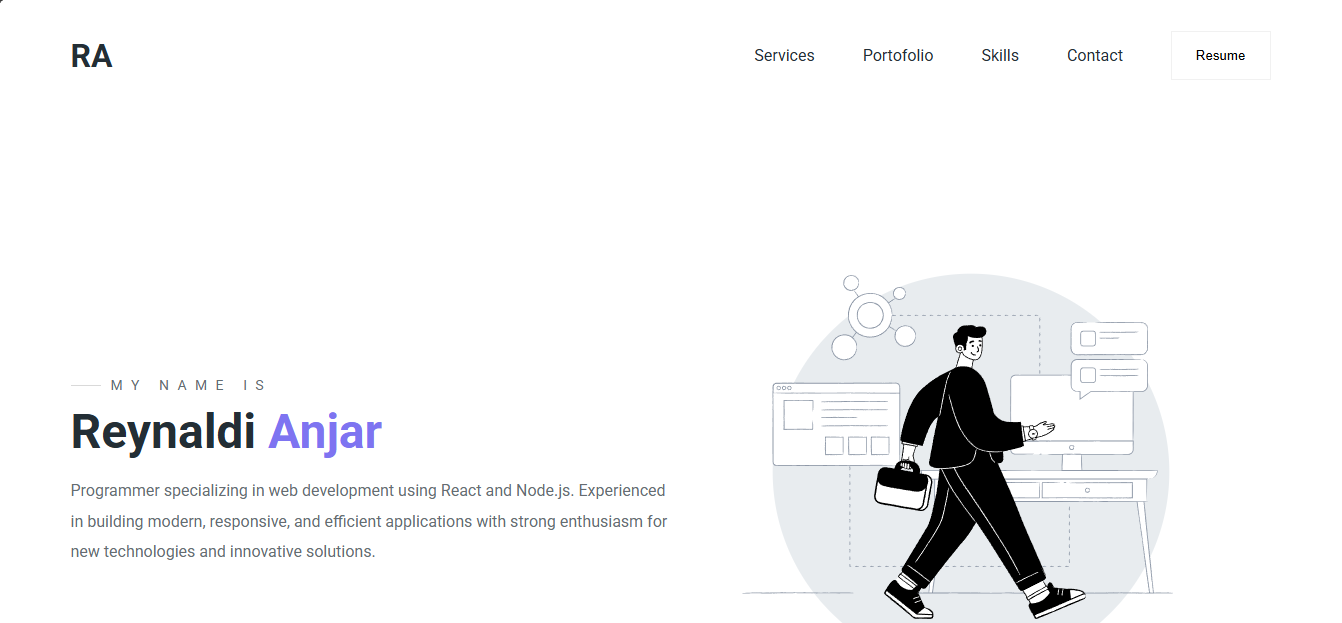 RA
Services
Portofolio
Skills
Contact
Resume
MY NAME IS
Reynaldi Anjar
Programmer specializing in web development using React and Node.js. Experienced
in building modern, responsive, and efficient applications with strong enthusiasm for
new technologies and innovative solutions.